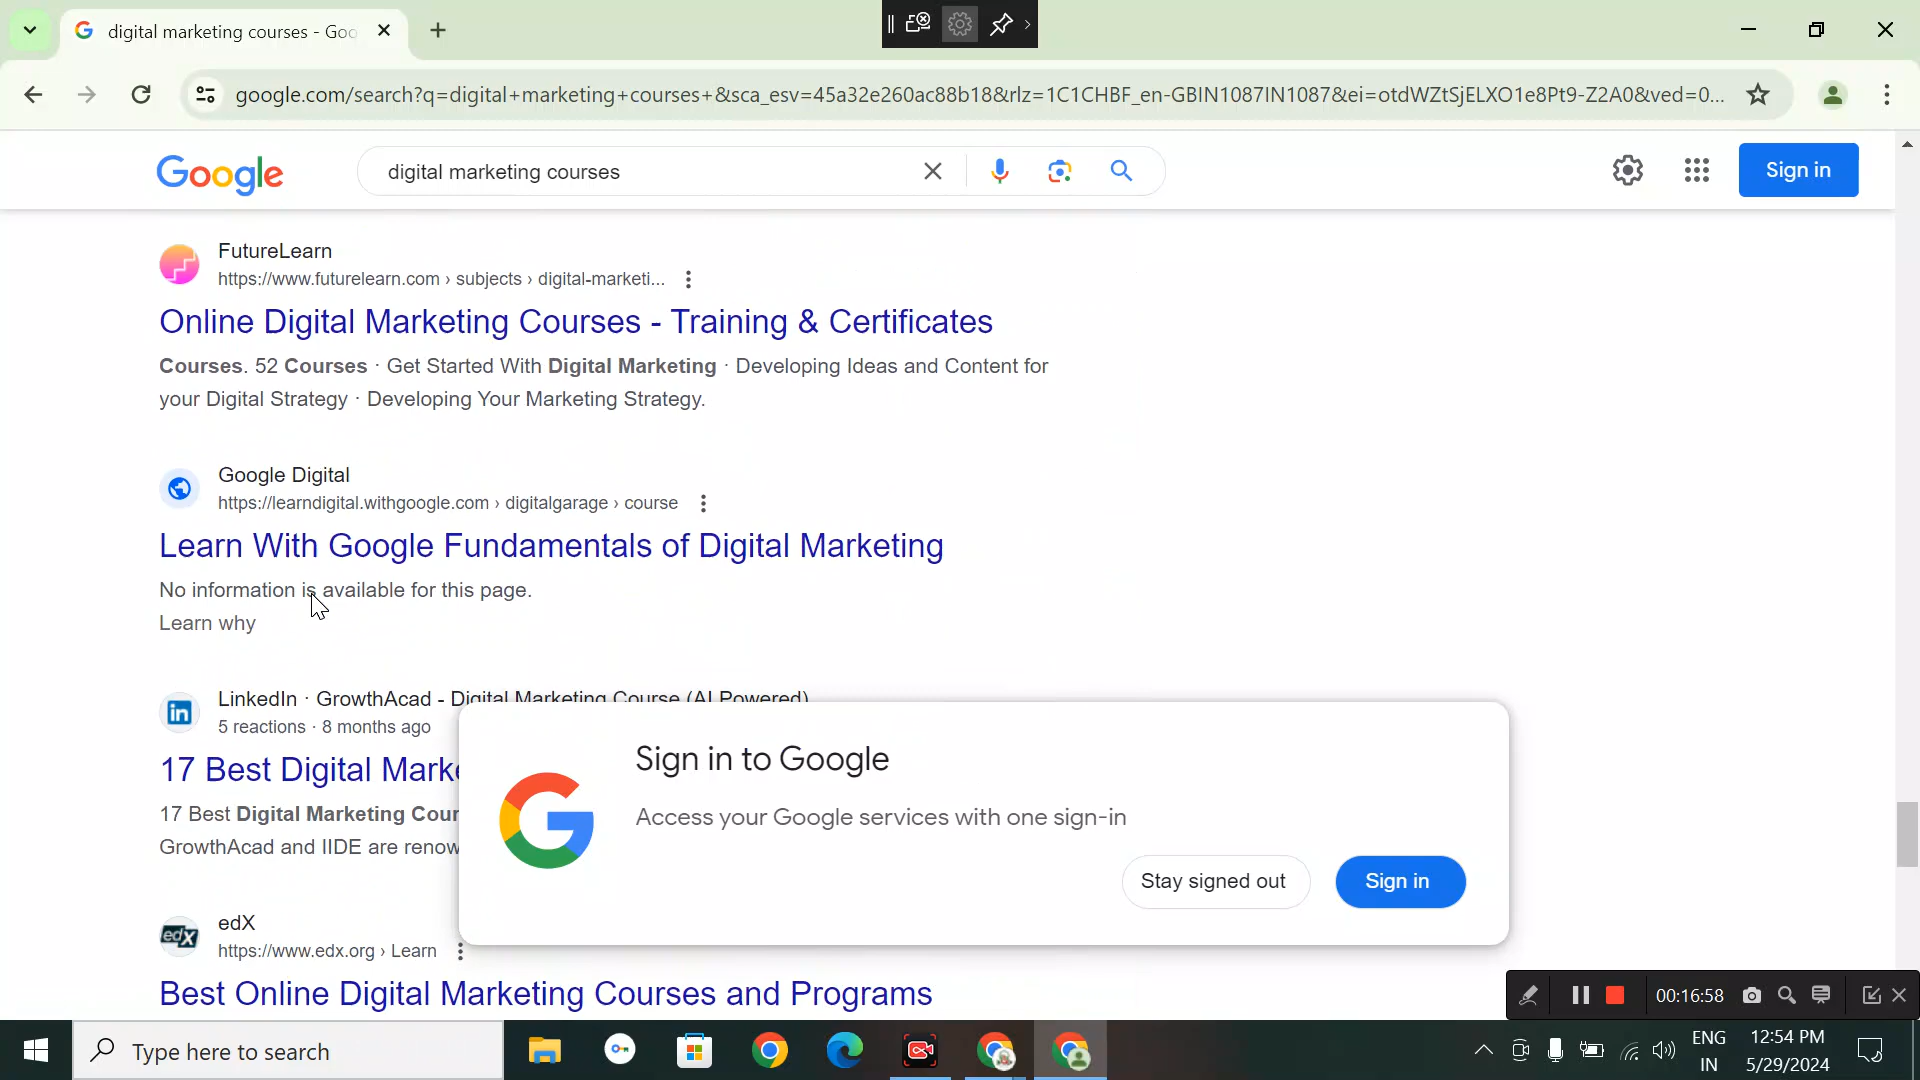 digital marketing courses - Goo
google.com/search?q=digital+marketing+courses+&sca_esv=45a32e260ac88b18&rlz=1C1CHBF_en-GBIN1087IN1087&ei=otdWZtSjELXO1e8Pt9-Z2A0&ved=0...
Google
digital marketing courses
Sign in
FutureLearn
https://www.futurelearn.com › subjects › digital-marketi...
Online Digital Marketing Courses - Training & Certificates
Courses. 52 Courses · Get Started With Digital Marketing · Developing Ideas and Content for
your Digital Strategy · Developing Your Marketing Strategy.
Google Digital
https://learndigital.withgoogle.com › digitalgarage › course
Learn With Google Fundamentals of Digital Marketing
No information is available for this page.
Learn why
LinkedIn · GrowthAcad - Digital Marketing Course (AI Powered)
5 reactions · 8 months ago
17 Best Digital Marke
17 Best Digital Marketing Cour
GrowthAcad and IIDE are renow
Sign in to Google
Access your Google services with one sign-in
Stay signed out
Sign in
edX
edX
https://www.edx.org › Learn
Best Online Digital Marketing Courses and Programs
00:16:58
Type here to search
ENG
IN
12:54 PM
5/29/2024